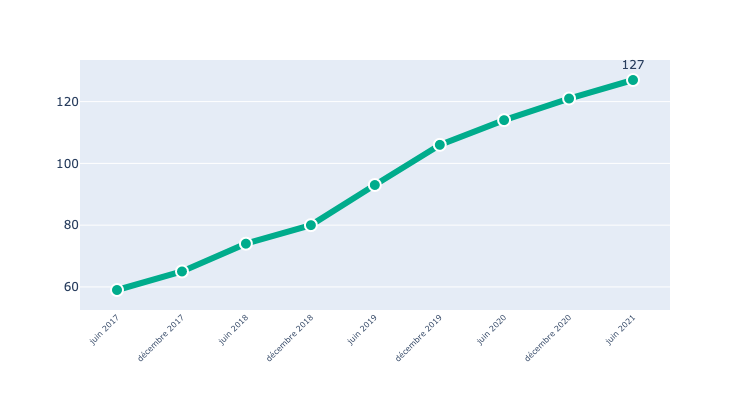 127
120
100
80
60
juin 2017
décembre 2017
juin 2018
décembre 2018
juin 2019
décembre 2019
juin 2020
décembre 2020
juin 2021